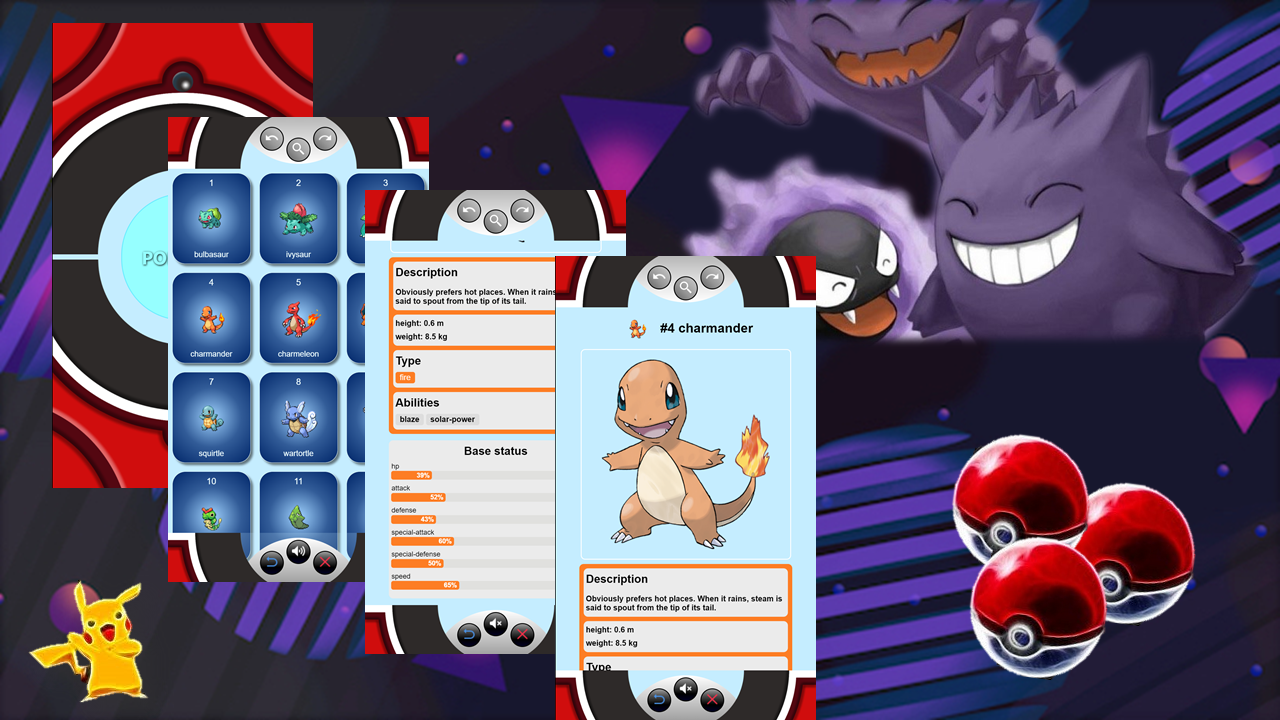 PO
1
bulbasaur
2
ivysaur
3
4
charmander
5
charmeleon
7
squirtle
8
wartortle
10
11
Description
Obviously prefers hot places. When it rains
said to spout from the tip of its tail.
height: 0.6 m
weight: 8.5 kg
Type
fire
Abilities
blaze solar-power
Base status
hp
39%
attack
52%
defense
43%
special-attack
60%
special-defense
50%
speed
65%
#4 charmander
Description
Obviously prefers hot places. When it rains, steam is
said to spout from the tip of its tail.
height: 0.6 m
weight: 8.5 kg
Type